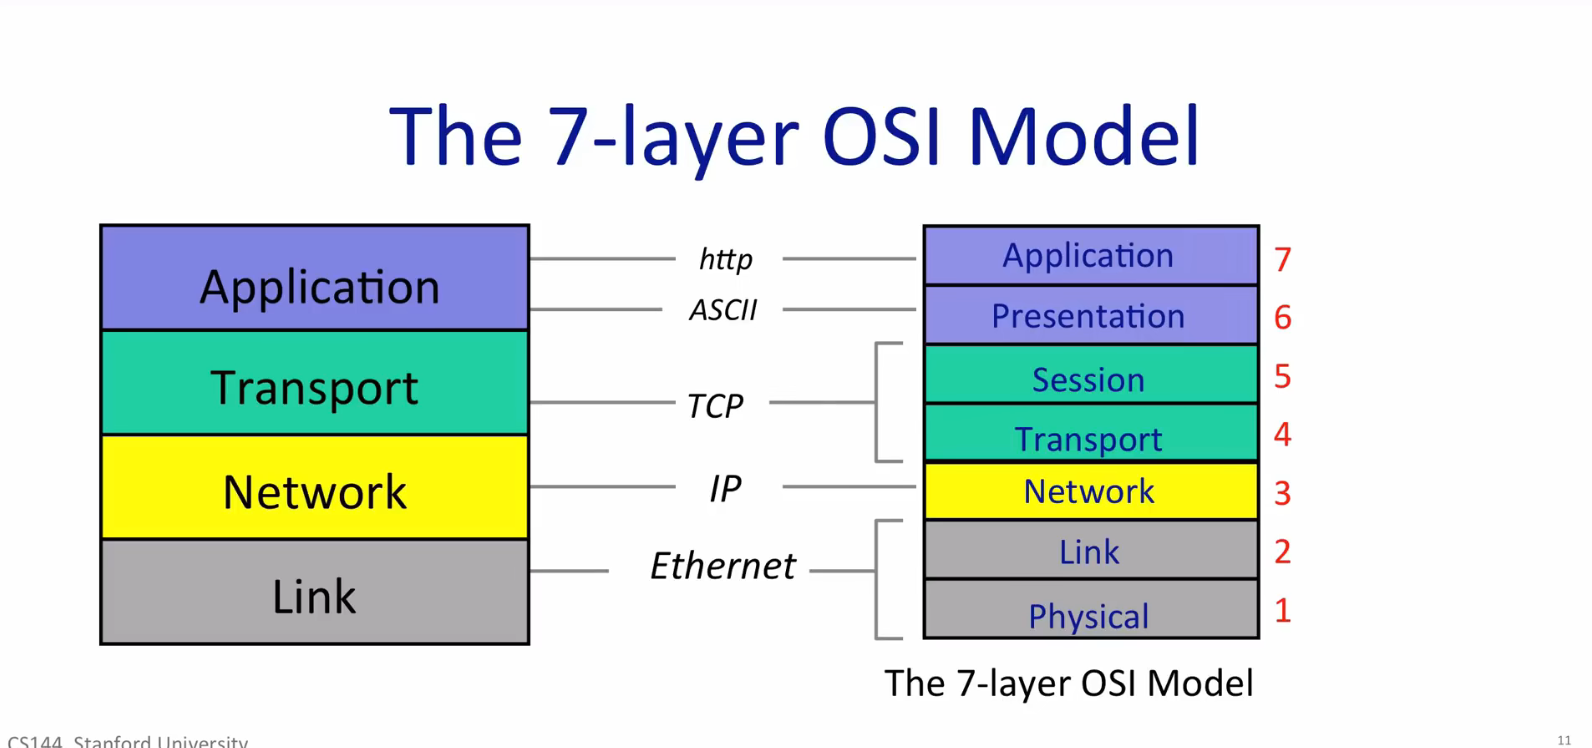 The 7-layer OSI Model
Application
http
Application
7
ASCII
Presentation
6
Transport
TCP
Session
5
Transport
4
Network
IP
Network
3
Link
Ethernet
Link
2
Physical
1
The 7-layer OSI Model
CS144, Stanford University
11